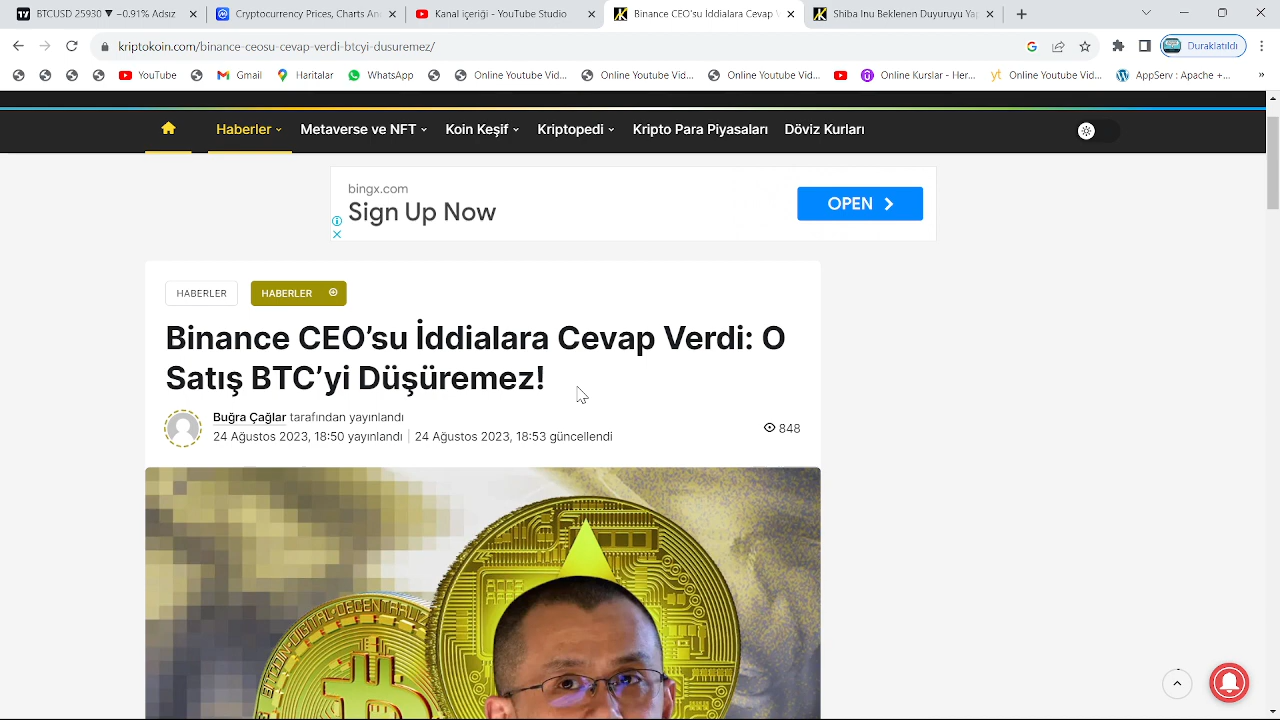 BTCUSD 25930 ▼ −0.91% Adsız
Cryptocurrency Prices, Charts And
Kanal içeriği - YouTube Studio
Binance CEO'su İddialara Cevap V
Shiba Inu Beklenen Duyuruyu Yap
kriptokoin.com/binance-ceosu-cevap-verdi-btcyi-dusuremez/
Duraklatıldı
YouTube
Gmail
Haritalar
WhatsApp
Online Youtube Vid...
Online Youtube Vid...
Online Youtube Vid...
Online Kurslar - Her...
yt Online Youtube Vid...
AppServ : Apache +...
»
Haberler
Metaverse ve NFT
Koin Keşif
Kriptopedi
Kripto Para Piyasaları
Döviz Kurları
bingx.com
Sign Up Now
OPEN
HABERLER
HABERLER
Binance CEO’su İddialara Cevap Verdi: O
Satış BTC’yi Düşüremez!
Buğra Çağlar tarafından yayınlandı
24 Ağustos 2023, 18:50 yayınlandı | 24 Ağustos 2023, 18:53 güncellendi
848
DIGITAL DECENTRALIZ